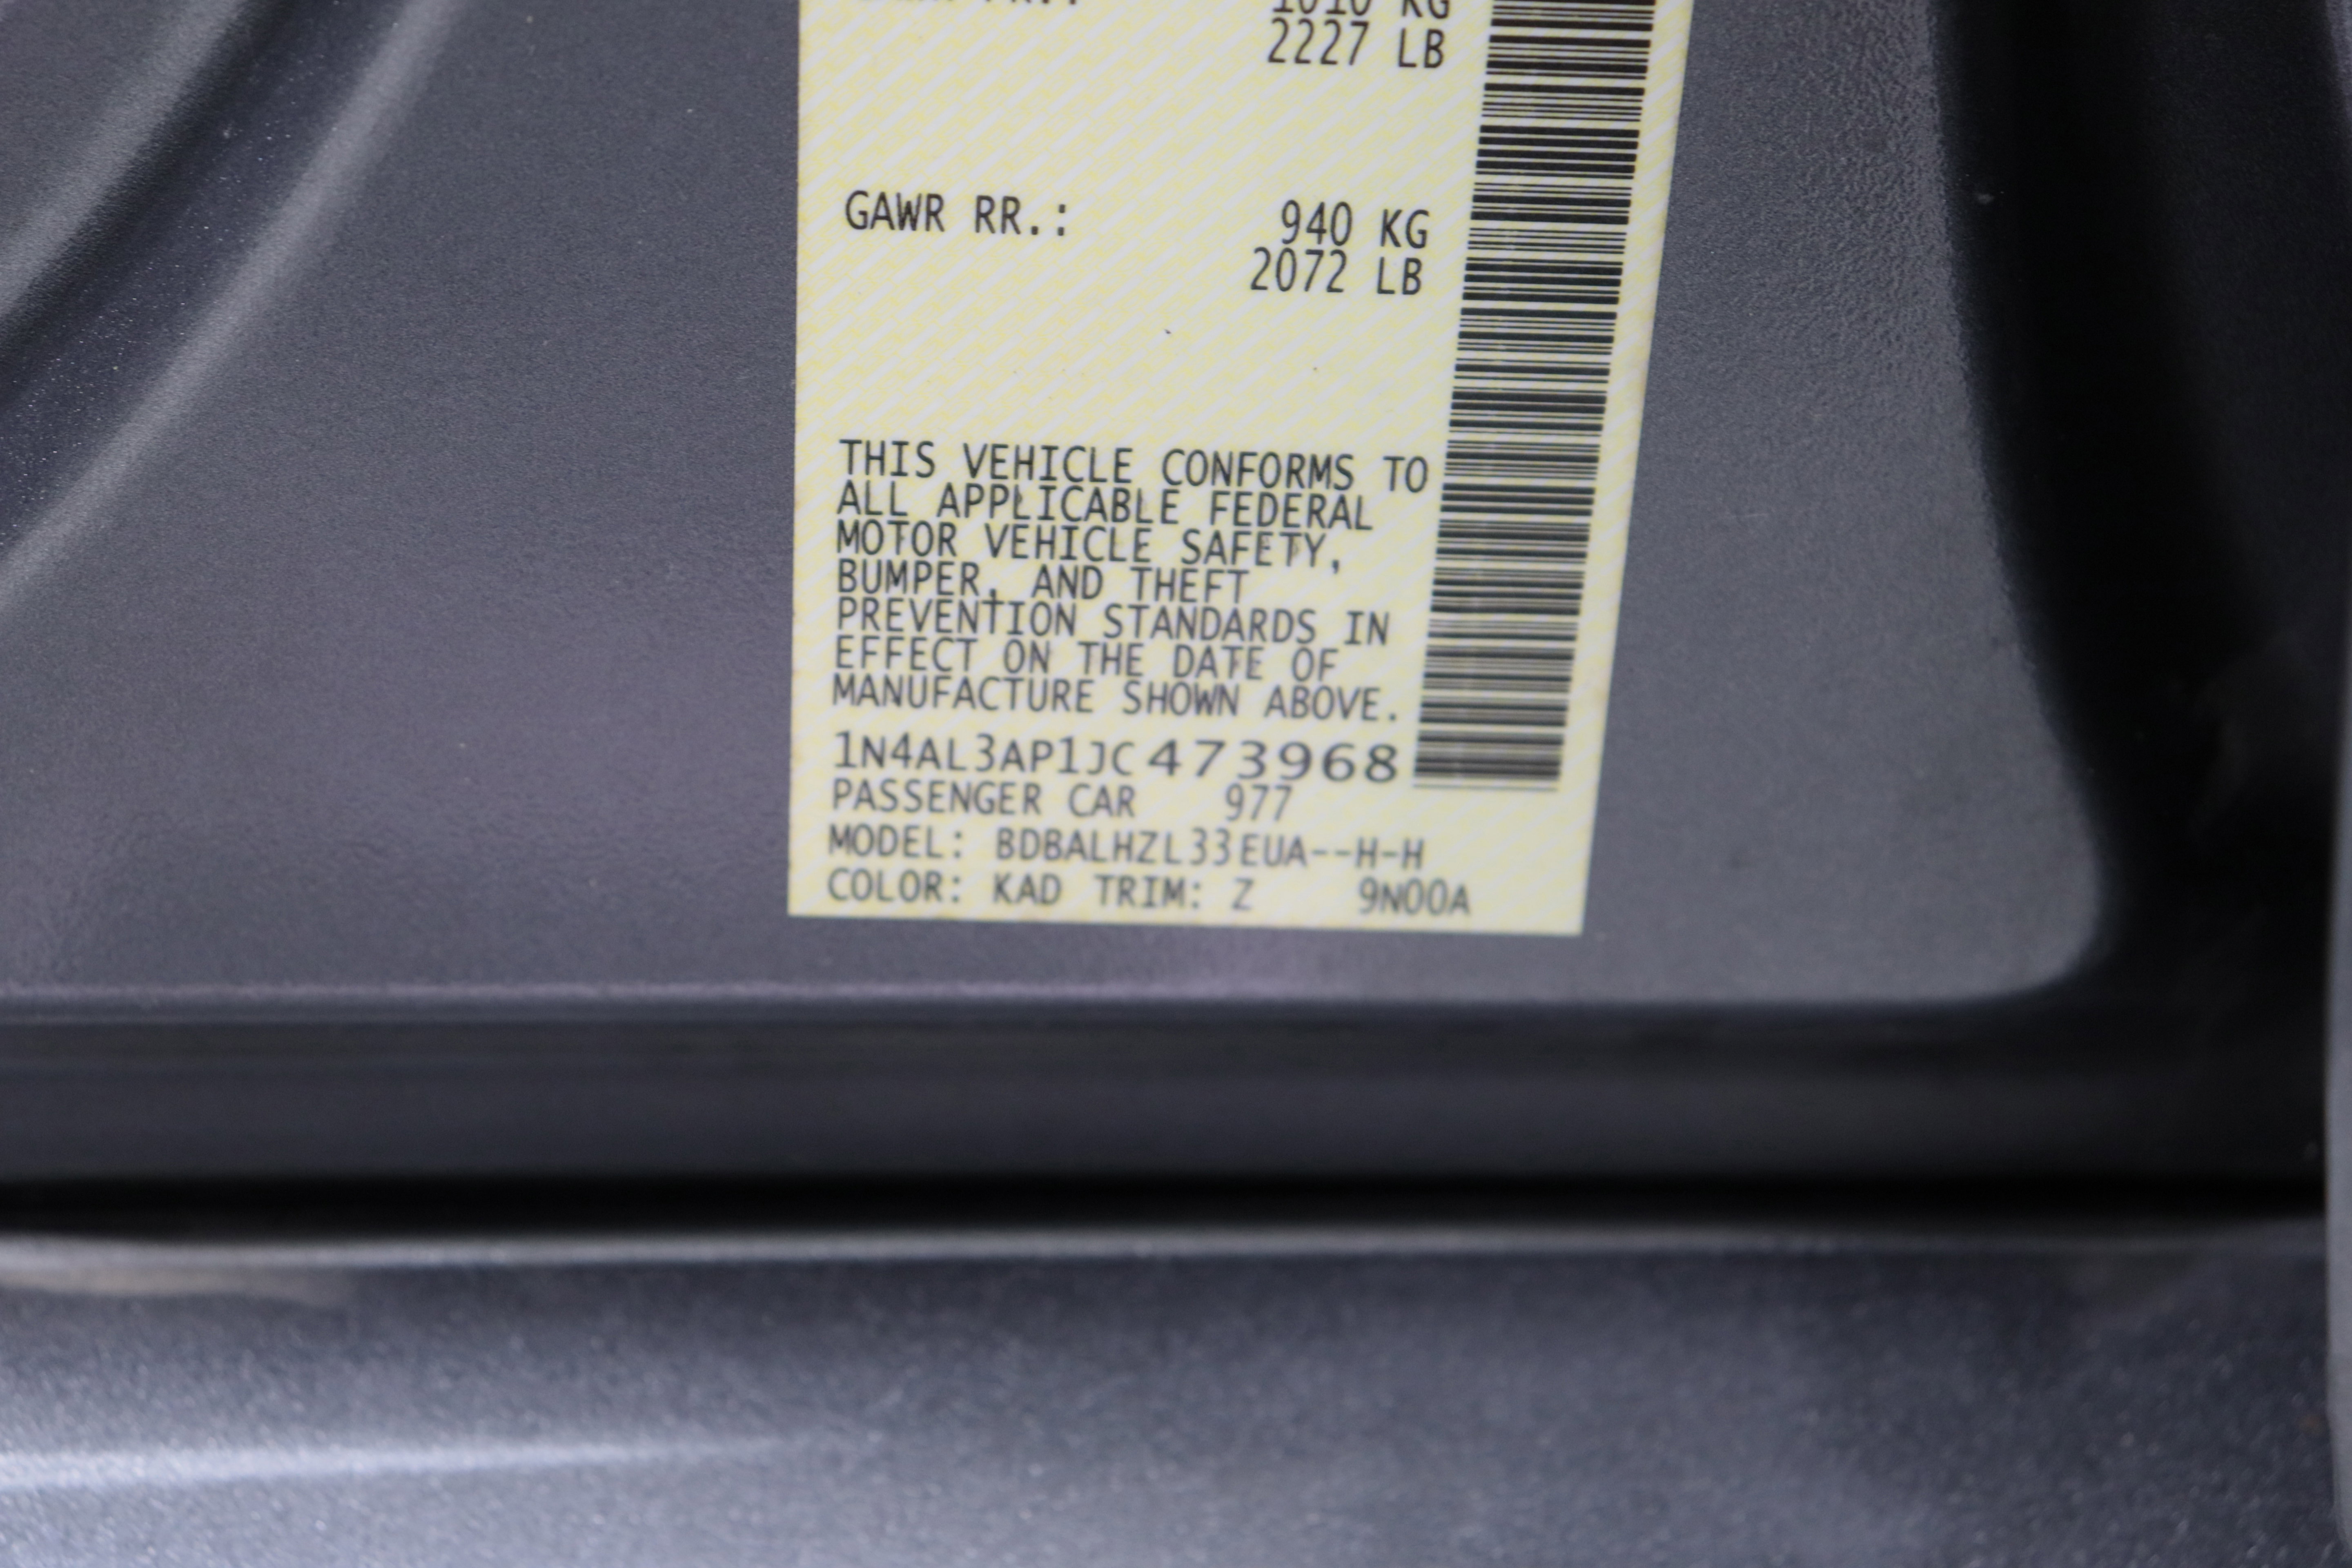 1010 KG
2227 LB
GAWR RR.: 940 KG
2072 LB
THIS VEHICLE CONFORMS TO
ALL APPLICABLE FEDERAL
MOTOR VEHICLE SAFETY,
BUMPER, AND THEFT
PREVENTION STANDARDS IN
EFFECT ON THE DATE OF
MANUFACTURE SHOWN ABOVE.
1N4AL3AP1JC473968
PASSENGER CAR 977
MODEL: BDBALHZL33EUA--H-H
COLOR: KAD TRIM: Z 9N00A